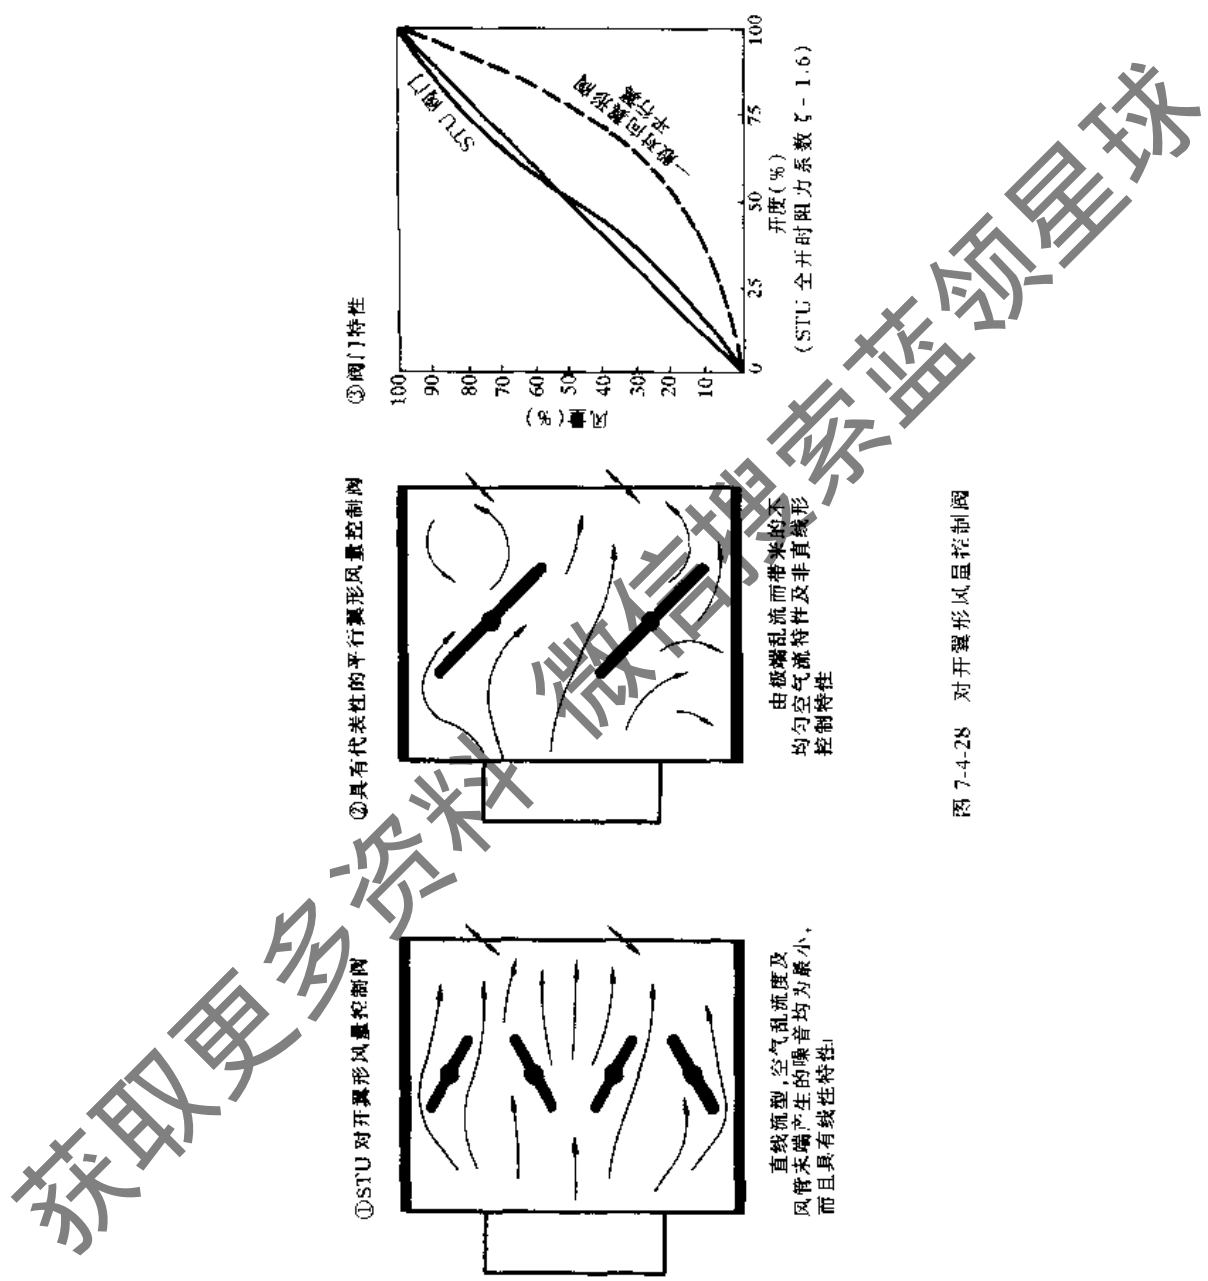 ①STU 对开翼形风量控制阀
直线流型,空气乱流度及
风管末端产生的噪音均为最小,
而且具有线性特性
②具有代表性的平行翼形风量控制阀
由极端乱流而带来的不
均匀空气流特性及非直线形
控制特性
③阀门特性
风量(%)
100
90
80
70
60
50
40
30
20
10
STU 阀门
一般对向翼形阀
平行翼
0
25
50
75
100
开度(%)
(STU 全开时阻力系数 ζ-1.6)
图 7-4-28 对开翼形风量控制阀
获取更多资料 微信搜索蓝领星球